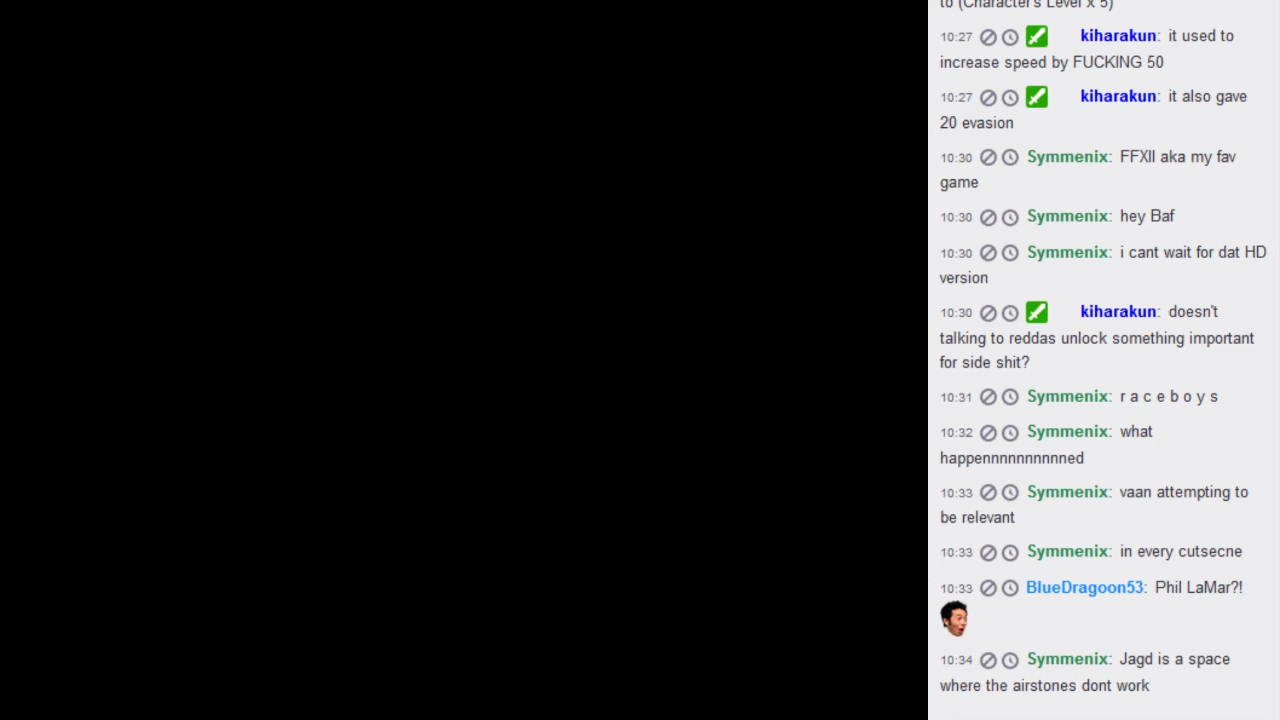 to (Character's Level x 5)
10:27 kiharakun: it used to
increase speed by FUCKING 50
10:27 kiharakun: it also gave
20 evasion
10:30 Symmenix: FFXII aka my fav
game
10:30 Symmenix: hey Baf
10:30 Symmenix: i cant wait for dat HD
version
10:30 kiharakun: doesn't
talking to reddas unlock something important
for side shit?
10:31 Symmenix: r a c e b o y s
10:32 Symmenix: what
happennnnnnnnnned
10:33 Symmenix: vaan attempting to
be relevant
10:33 Symmenix: in every cutsecne
10:33 BlueDragoon53: Phil LaMar?!
10:34 Symmenix: Jagd is a space
where the airstones dont work